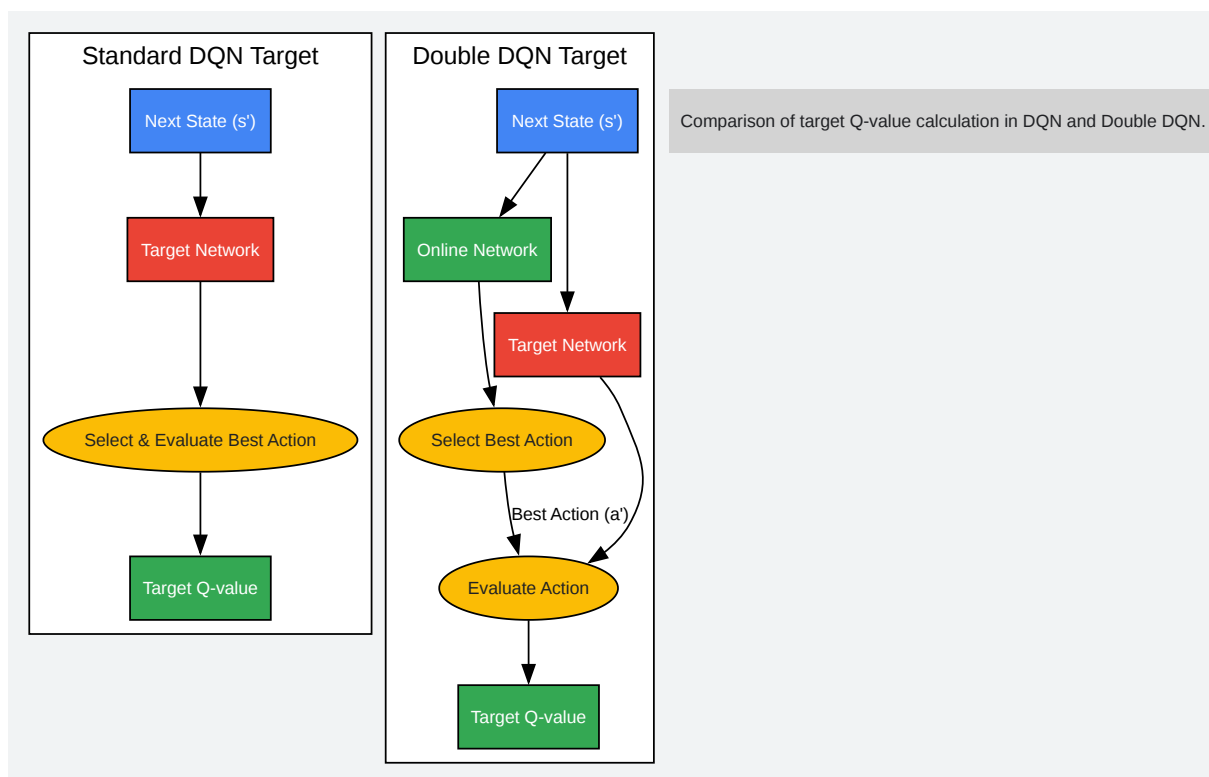 Standard DQN Target
Next State (s')
Target Network
Select & Evaluate Best Action
Target Q-value
Double DQN Target
Next State (s')
Online Network
Target Network
Select Best Action
Best Action (a')
Evaluate Action
Target Q-value
Comparison of target Q-value calculation in DQN and Double DQN.